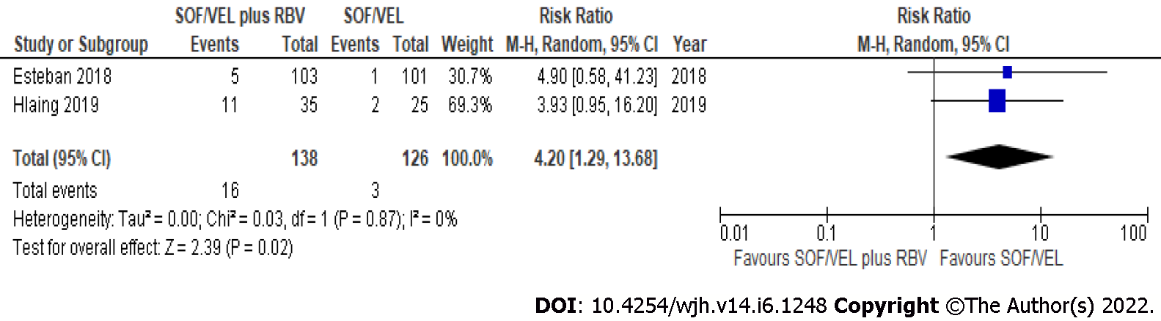 SOF/VEL plus RBV SOF/VEL Risk Ratio Risk Ratio
Study or Subgroup Events Total Events Total Weight M-H, Random, 95% CI Year M-H, Random, 95% CI
Esteban 2018 5 103 1 101 30.7% 4.90 [0.58, 41.23] 2018
Hlaing 2019 11 35 2 25 69.3% 3.93 [0.95, 16.20] 2019
Total (95% CI) 138 126 100.0% 4.20 [1.29, 13.68]
Total events 16 3
Heterogeneity: Tau² = 0.00; Chi² = 0.03, df = 1 (P = 0.87); I² = 0%
Test for overall effect: Z = 2.39 (P = 0.02)
0.01 0.1 1 10 100
Favours SOF/VEL plus RBV Favours SOF/VEL
DOI: 10.4254/wjh.v14.i6.1248 Copyright ©The Author(s) 2022.